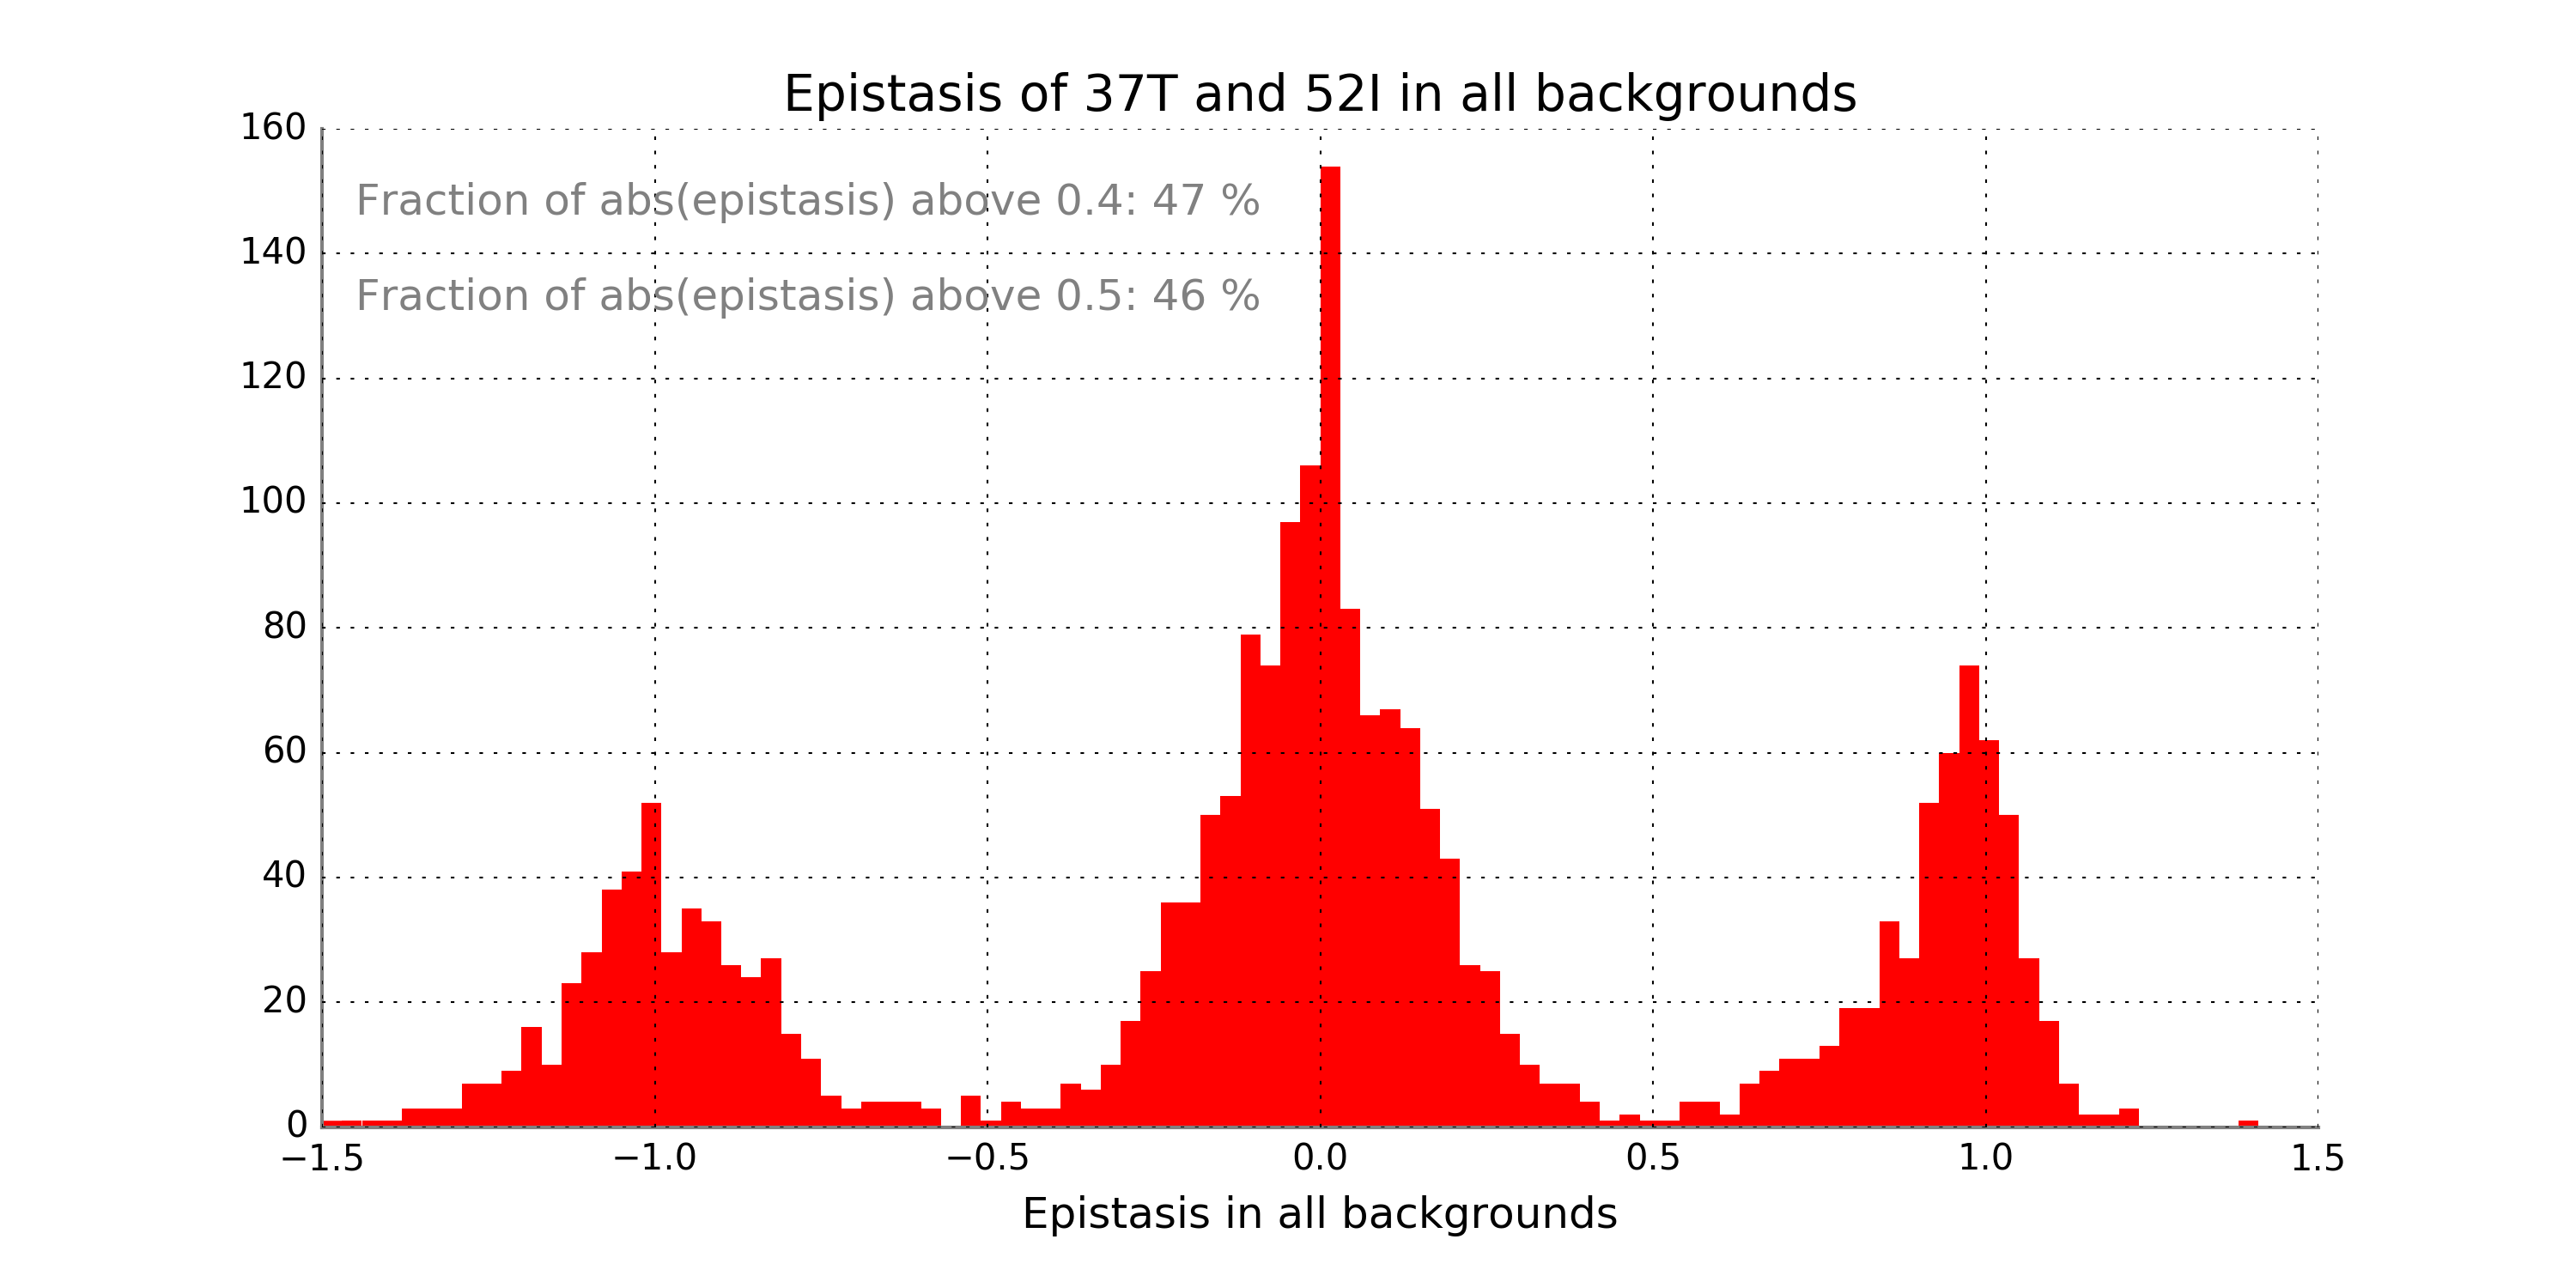 Epistasis of 37T and 52I in all backgrounds
160
Fraction of abs(epistasis) above 0.4: 47 %
140
Fraction of abs(epistasis) above 0.5: 46 %
120
100
80
60
40
20
0
−1.5 −1.0 −0.5 0.0 0.5 1.0 1.5
Epistasis in all backgrounds